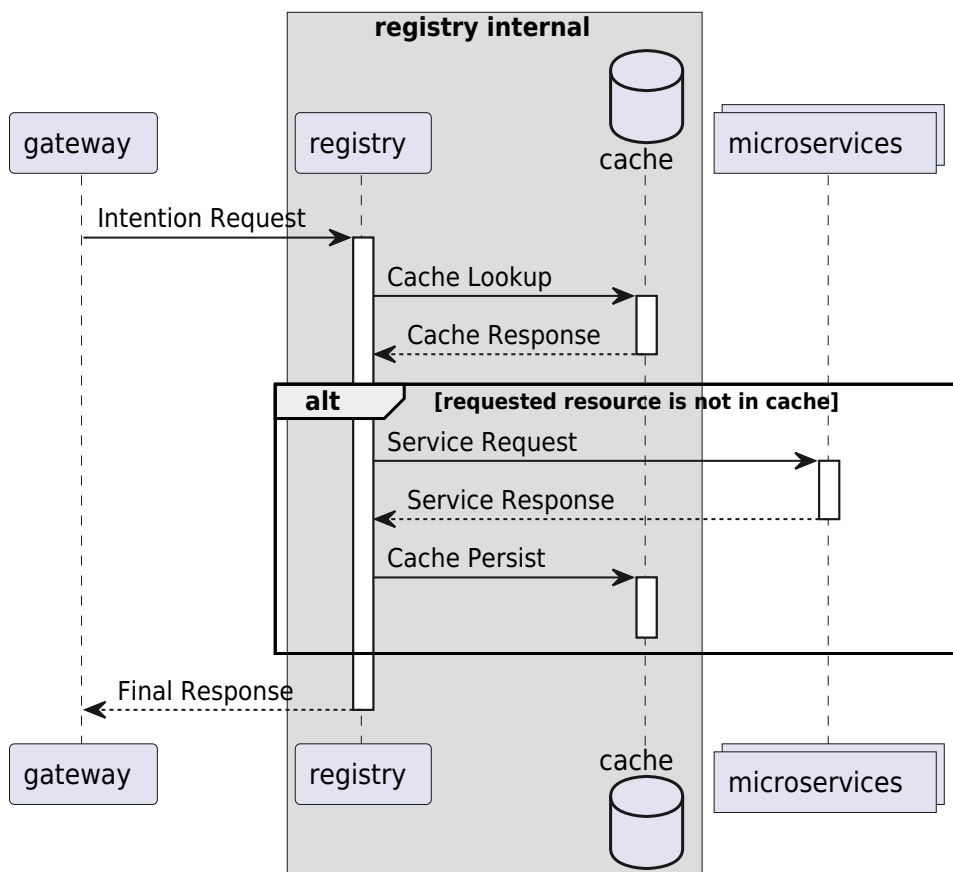 registry internal
gateway
registry
cache
microservices
Intention Request
Cache Lookup
Cache Response
alt
[requested resource is not in cache]
Service Request
Service Response
Cache Persist
Final Response
gateway
registry
cache
microservices